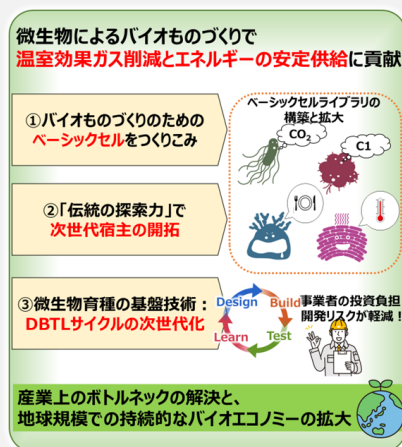 微生物によるバイオものづくりで
温室効果ガス削減とエネルギーの安定供給に貢献
①バイオものづくりのための
ベーシックセルをつくりこみ
ベーシックセルライブラリの
構築と拡大
CO₂
C1
②「伝統の探索力」で
次世代宿主の開拓
③微生物育種の基盤技術：
DBTLサイクルの次世代化
Design
Build
Learn
Test
事業者の投資負担
開発リスクが軽減！
産業上のボトルネックの解決と、
地球規模での持続的なバイオエコノミーの拡大